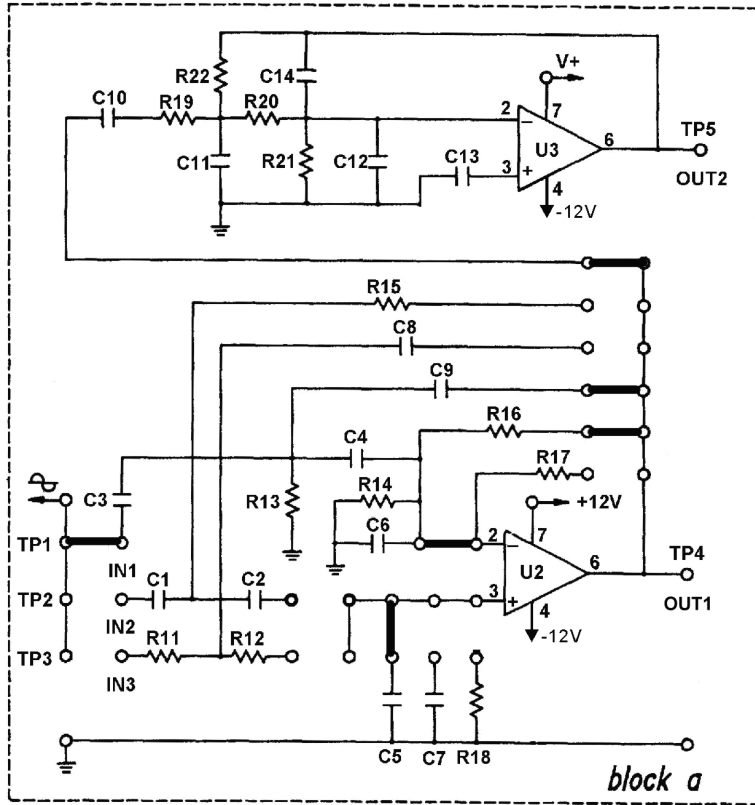 V+
R22
C14
C10
R19
R20
2
7
TP5
−
U3
6
C11
R21
C12
C13
3
+
4
OUT2
-12V
R15
C8
C9
R16
C4
R17
C3
R14
R13
+12V
C6
2
7
TP1
−
TP4
IN1
C1
C2
U2
6
TP2
3
+
OUT1
IN2
R11
R12
4
-12V
TP3
IN3
C5
C7
R18
block a